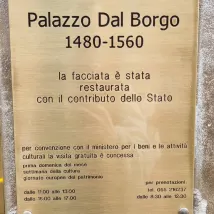 Palazzo Dal Borgo
1480-1560
la facciata è stata
restaurata
con il contributo dello Stato
per convenzione con il ministero per i beni e le attività
culturali la visita gratuita è concessa
prima domenica del mese
settimana della cultura
giornate europee del patrimonio
dalle 11.00 alle 13.00
dalle 15.00 alle 17.00
per prenotazioni
tel. 055
dalle 8.30 alle 12.30